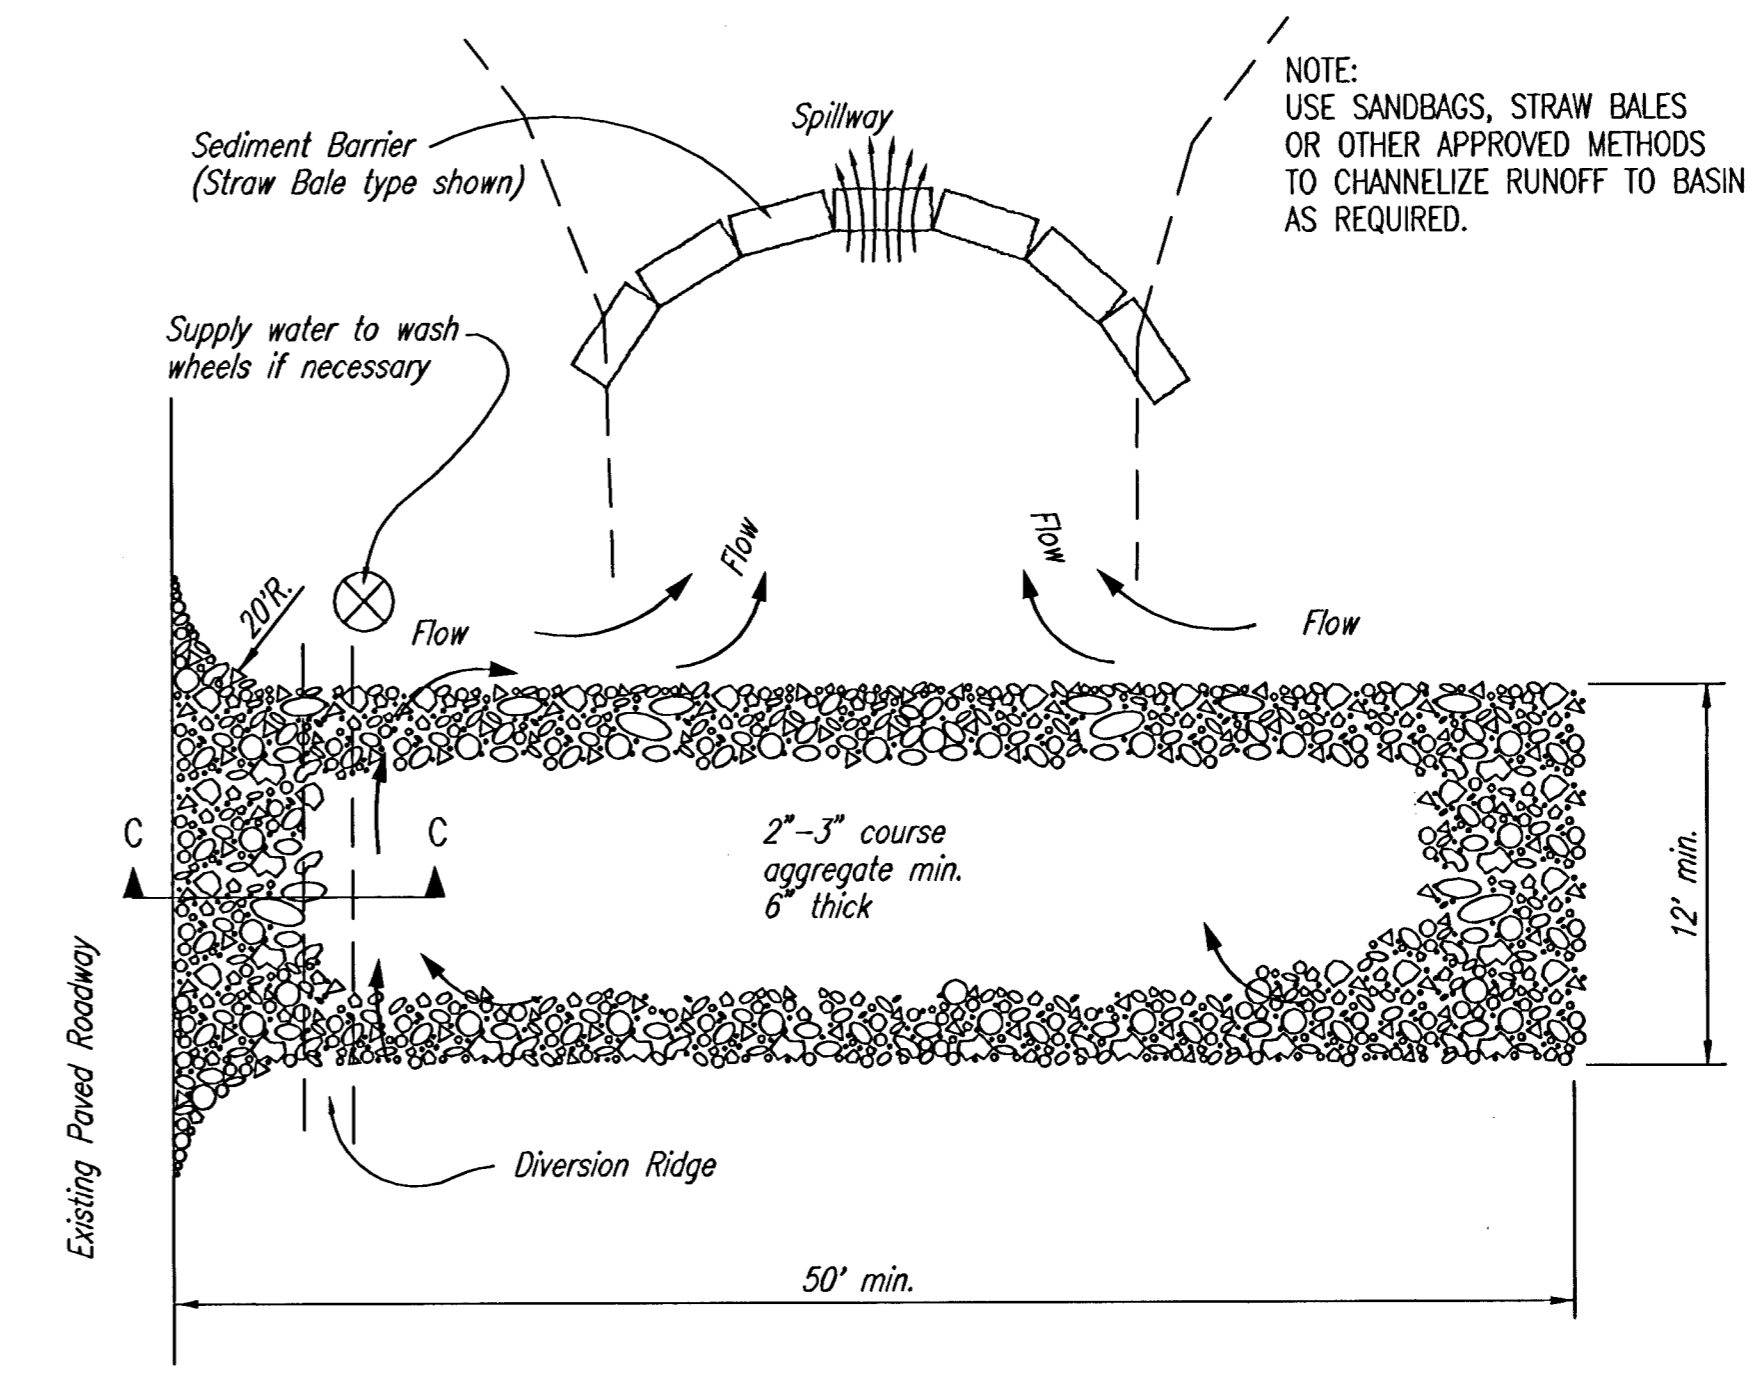 NOTE:
USE SANDBAGS, STRAW BALES
OR OTHER APPROVED METHODS
TO CHANNELIZE RUNOFF TO BASIN
AS REQUIRED.
Spillway
Sediment Barrier
(Straw Bale type shown)
Supply water to wash
wheels if necessary
20'R.
Flow
Flow
Flow
Flow
C
C
2"-3" course
aggregate min.
6" thick
12' min.
Existing Paved Roadway
Diversion Ridge
50' min.